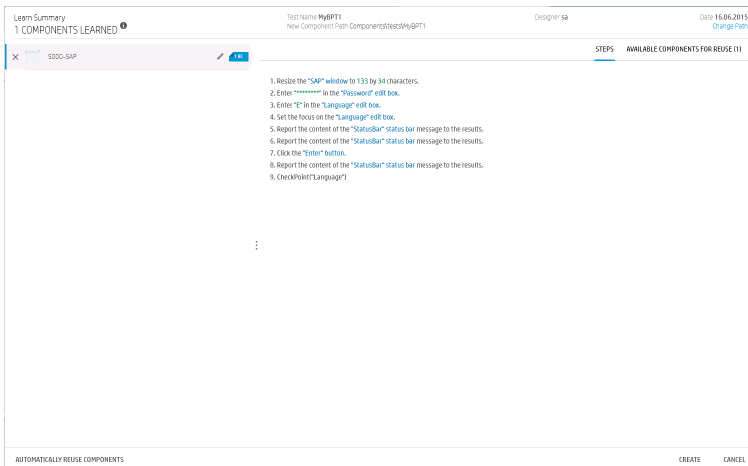 Learn Summary
1 COMPONENTS LEARNED
Test Name MyBPT1
New Component Path Components\tests\MyBPT1
Designer sa
Date 16.06.2015
Change Path
S000-SAP
1 BC
STEPS
AVAILABLE COMPONENTS FOR REUSE (1)
1. Resize the "SAP" window to 133 by 34 characters.
2. Enter "********" in the "Password" edit box.
3. Enter "E" in the "Language" edit box.
4. Set the focus on the "Language" edit box.
5. Report the content of the "StatusBar" status bar message to the results.
6. Report the content of the "StatusBar" status bar message to the results.
7. Click the "Enter" button.
8. Report the content of the "StatusBar" status bar message to the results.
9. CheckPoint("Language")
AUTOMATICALLY REUSE COMPONENTS
CREATE
CANCEL